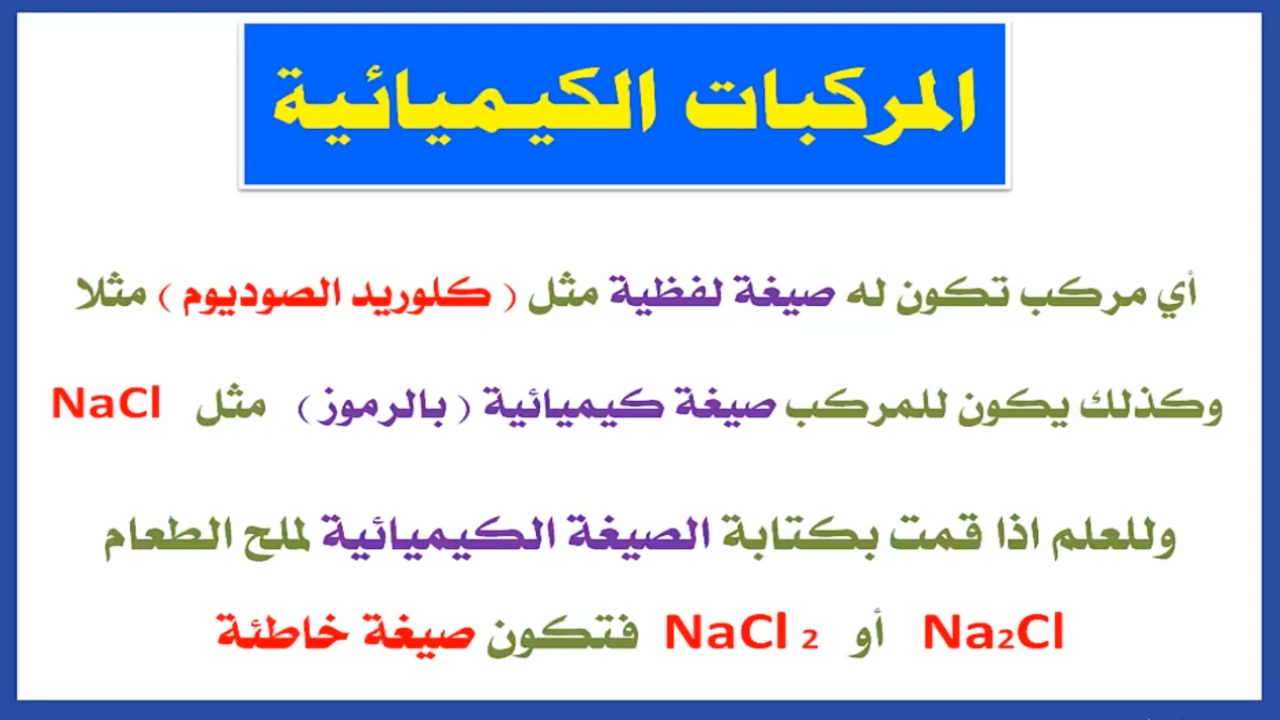 المركبات الكيميائية
أي مركب تكون له صيغة لفظية مثل ( كلوريد الصوديوم ) مثلا
وكذلك يكون للمركب صيغة كيميائية ( بالرموز ) مثل NaCl
وللعلم اذا قمت بكتابة الصيغة الكيميائية لملح الطعام
Na₂Cl أو NaCl ₂ فتكون صيغة خاطئة